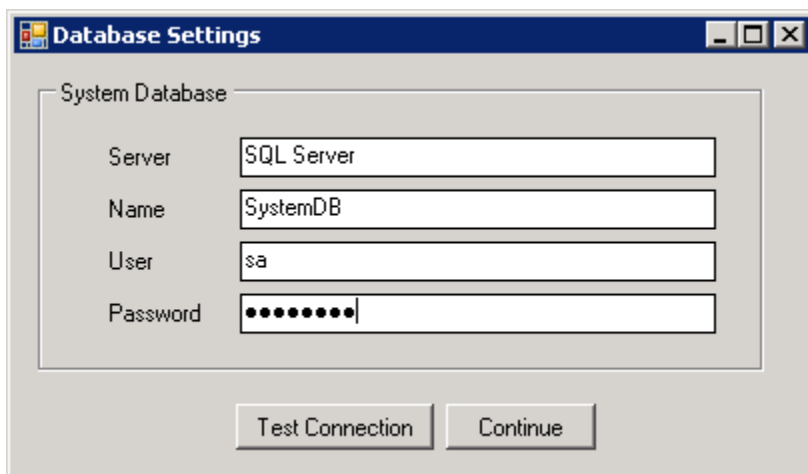 Database Settings
System Database
Server SQL Server
Name SystemDB
User sa
Password ●●●●●●●●
Test Connection Continue